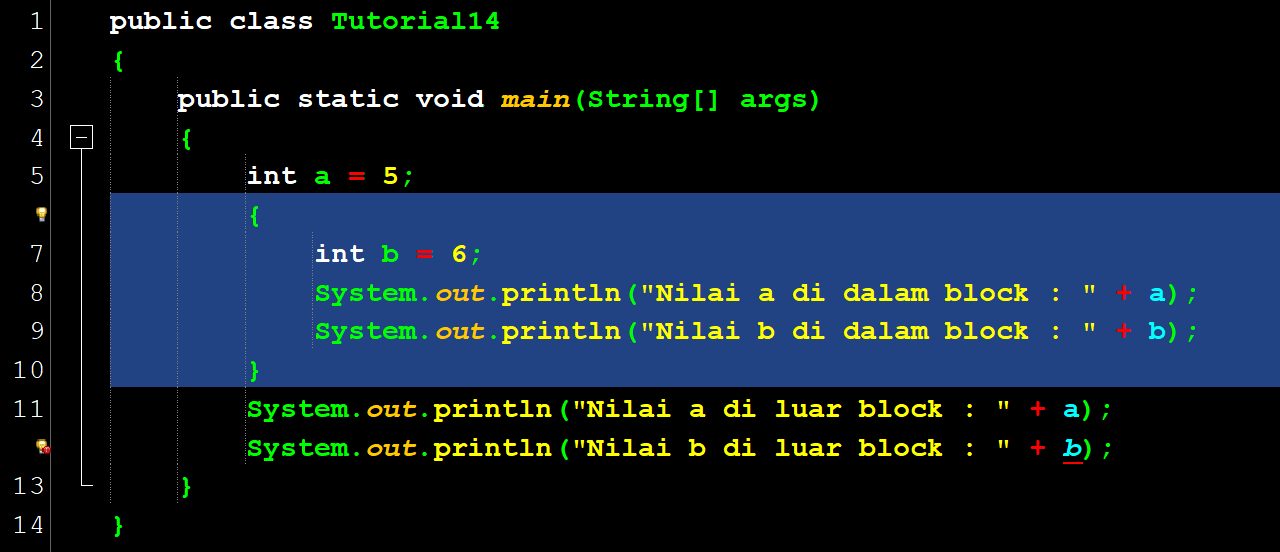 1 public class Tutorial14
2 {
3 public static void main(String[] args)
4 {
5 int a = 5;
{
7 int b = 6;
8 System.out.println("Nilai a di dalam block : " + a);
9 System.out.println("Nilai b di dalam block : " + b);
10 }
11 System.out.println("Nilai a di luar block : " + a);
System.out.println("Nilai b di luar block : " + b);
13 }
14 }